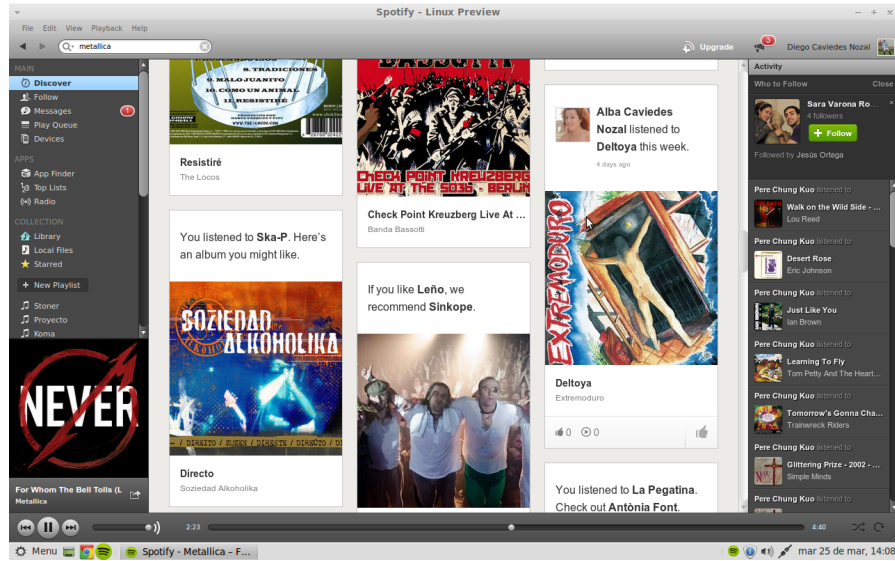 Spotify - Linux Preview
File Edit View Playback Help
metallica
Upgrade
3
Diego Caviedes Nozal
MAIN
Discover
Follow
Messages 1
Play Queue
Devices
APPS
App Finder
Top Lists
Radio
COLLECTION
Library
Local Files
Starred
+ New Playlist
Stoner
Proyecto
Koma
NEVER
For Whom The Bell Tolls (L
Metallica
8. TRADICIONES
9. MALO JUANITO
10. COMO UN ANIMAL
11. RESISTIRÉ
Resistiré
The Locos
You listened to Ska-P. Here's
an album you might like.
SOZIEDAD
ALKOHOLIKA
Directo
Soziedad Alkoholika
BASSOTTI
CHECK POINT KREUZBERG
LIVE AT THE SO36 - BERLIN
Check Point Kreuzberg Live At ...
Banda Bassotti
If you like Leño, we
recommend Sinkope.
Alba Caviedes
Nozal listened to
Deltoya this week.
4 days ago
EXTREMODURO
Deltoya
Extremoduro
0 0
You listened to La Pegatina.
Check out Antònia Font.
Activity
Who to Follow Close
Sara Varona Ro...
4 followers
+ Follow
Followed by Jesús Ortega
Pere Chung Kuo listened to
Walk on the Wild Side - ...
Lou Reed
Pere Chung Kuo listened to
Desert Rose
Eric Johnson
Pere Chung Kuo listened to
Just Like You
Ian Brown
Pere Chung Kuo listened to
Learning To Fly
Tom Petty And The Heart...
Pere Chung Kuo listened to
Tomorrow's Gonna Cha...
Trainwreck Riders
Pere Chung Kuo listened to
Glittering Prize - 2002 - ...
Simple Minds
Pere Chung Kuo listened to
2:23
4:40
Menu
Spotify - Metallica – F...
mar 25 de mar, 14:08